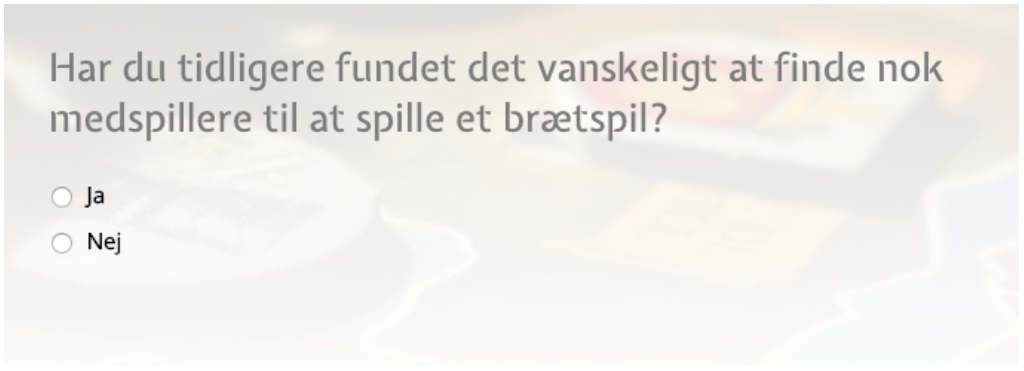 Har du tidligere fundet det vanskeligt at finde nok
medspillere til at spille et brætspil?
Ja
Nej